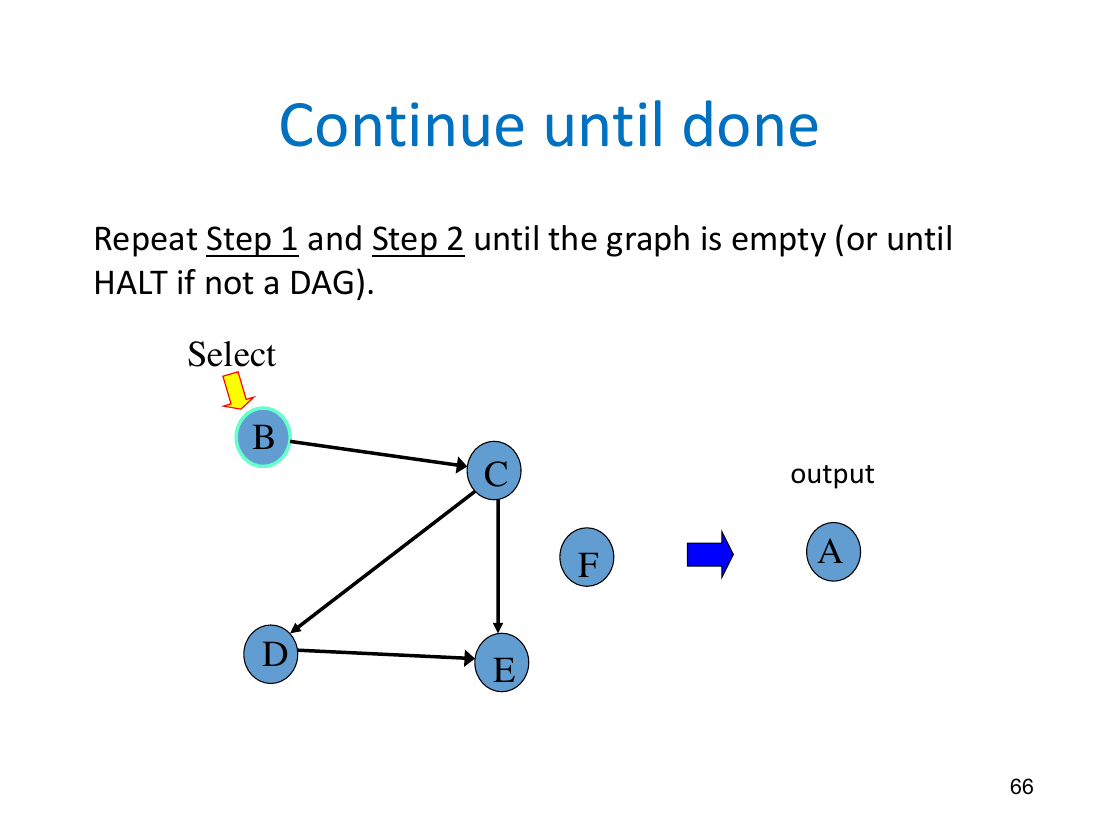 Continue until done
Repeat Step 1 and Step 2 until the graph is empty (or until
HALT if not a DAG).
Select
B
C
output
F
A
D
E
66